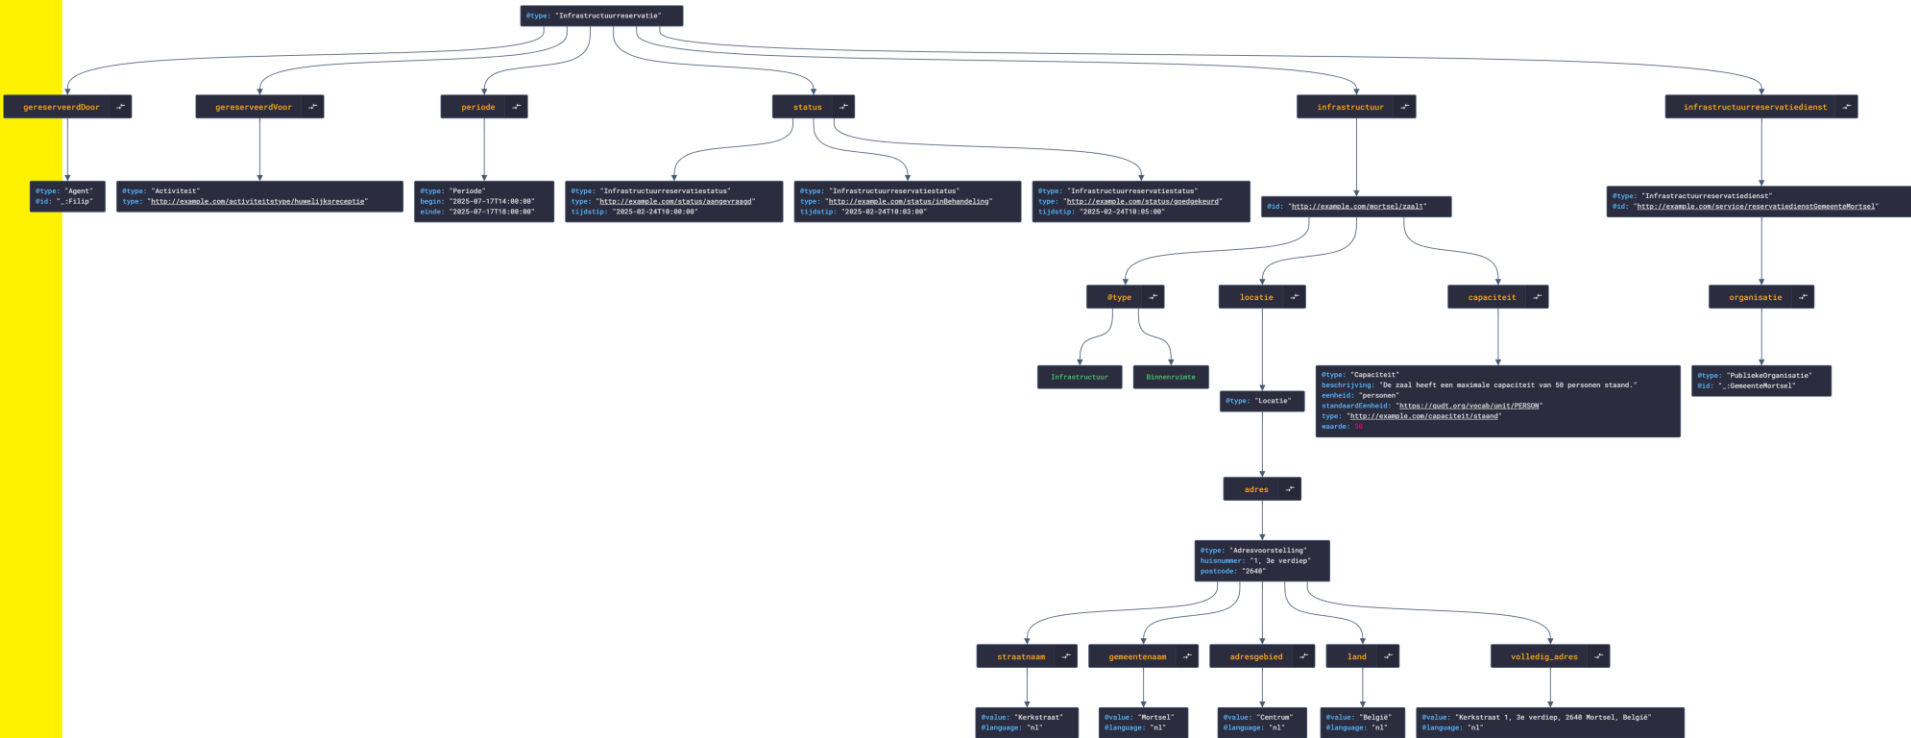 @type: "Infrastructuurreservatie"
gereserveerdDoor
gereserveerdVoor
periode
status
infrastructuur
infrastructuurreservatiedienst
@type: "Agent"
@id: "_:Filip"
@type: "Activiteit"
type: "http://example.com/activiteitstype/huwelijksreceptie"
@type: "Periode"
begin: "2025-07-17T14:00:00"
einde: "2025-07-17T18:00:00"
@type: "Infrastructuurreservatiestatus"
type: "http://example.com/status/aangevraagd"
tijdstip: "2025-02-24T10:00:00"
@type: "Infrastructuurreservatiestatus"
type: "http://example.com/status/inBehandeling"
tijdstip: "2025-02-24T10:03:00"
@type: "Infrastructuurreservatiestatus"
type: "http://example.com/status/goedgekeurd"
tijdstip: "2025-02-24T10:05:00"
@id: "http://example.com/mortsel/zaal1"
@type: "Infrastructuurreservatiedienst"
@id: "http://example.com/service/reservatiedienstGemeenteMortsel"
@type
locatie
capaciteit
organisatie
Infrastructuur
Binnenruimte
@type: "Locatie"
@type: "Capaciteit"
beschrijving: "De zaal heeft een maximale capaciteit van 50 personen staand."
eenheid: "personen"
standaardEenheid: "https://qudt.org/vocab/unit/PERSON"
type: "http://example.com/capaciteit/staand"
waarde: 50
@type: "PubliekeOrganisatie"
@id: "_:GemeenteMortsel"
adres
@type: "Adresvoorstelling"
huisnummer: "1, 3e verdiep"
postcode: "2640"
straatnaam
gemeentenaam
adresgebied
land
volledig_adres
@value: "Kerkstraat"
@language: "nl"
@value: "Mortsel"
@language: "nl"
@value: "Centrum"
@language: "nl"
@value: "België"
@language: "nl"
@value: "Kerkstraat 1, 3e verdiep, 2640 Mortsel, België"
@language: "nl"